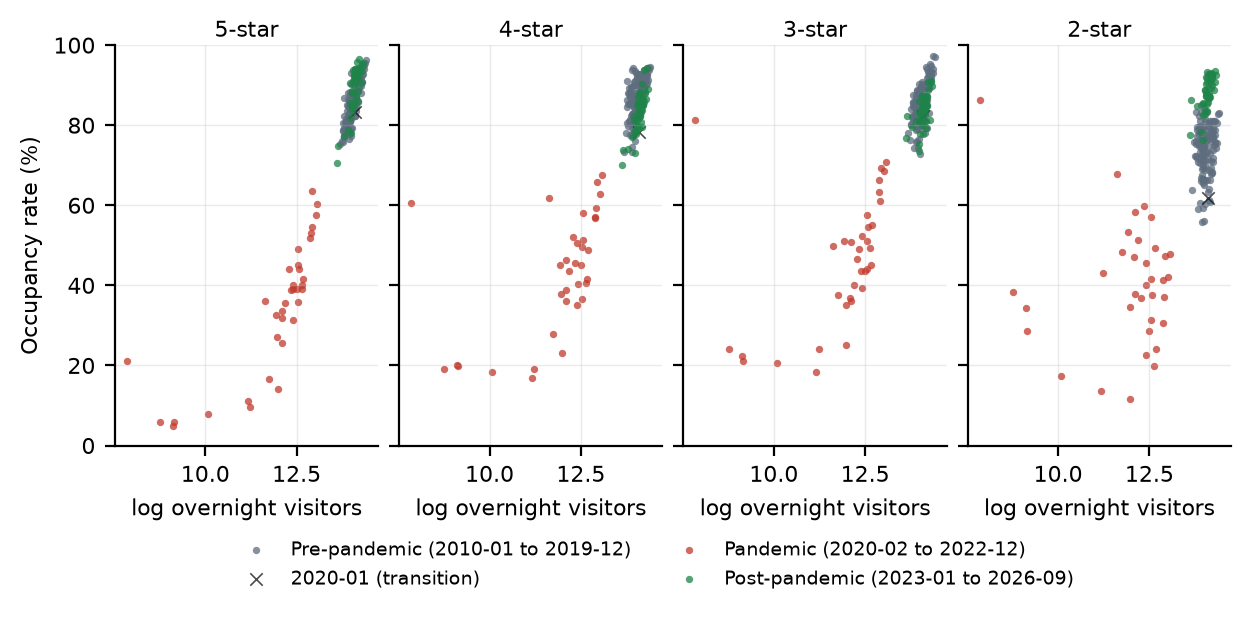 5-star 4-star 3-star 2-star
100
80
60
40
20
0
Occupancy rate (%)
10.0 12.5 10.0 12.5 10.0 12.5 10.0 12.5
log overnight visitors log overnight visitors log overnight visitors log overnight visitors
Pre-pandemic (2010-01 to 2019-12) Pandemic (2020-02 to 2022-12)
2020-01 (transition) Post-pandemic (2023-01 to 2026-09)